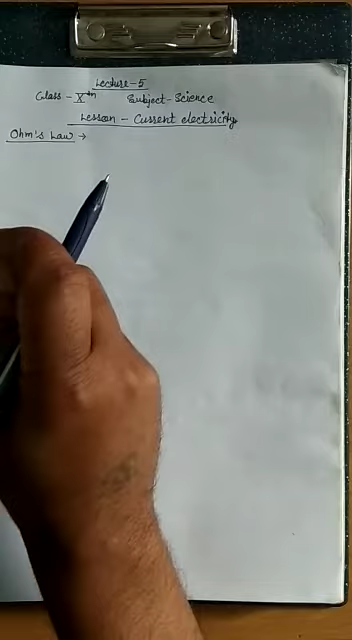 Lecture-5
Class - Xth Subject - Science
Lesson - Current electricity
Ohm's Law →